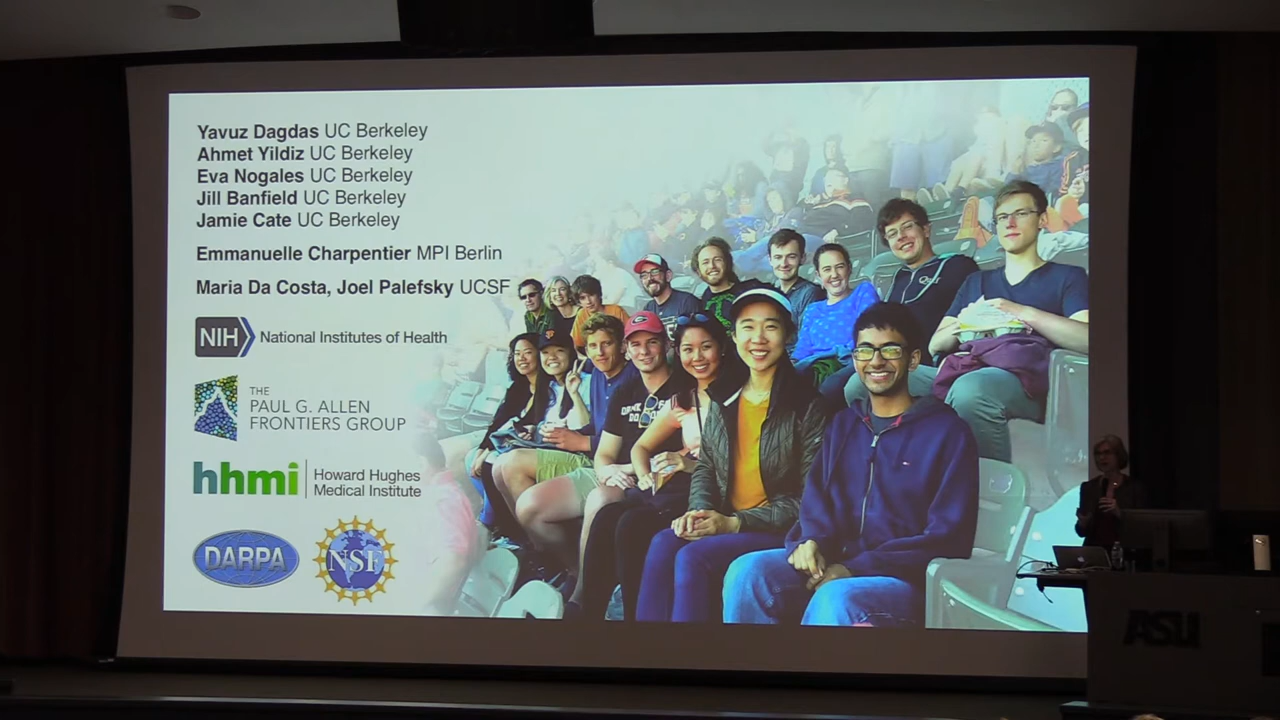 Yavuz Dagdas UC Berkeley
Ahmet Yildiz UC Berkeley
Eva Nogales UC Berkeley
Jill Banfield UC Berkeley
Jamie Cate UC Berkeley
Emmanuelle Charpentier MPI Berlin
Maria Da Costa, Joel Palefsky UCSF
NIH National Institutes of Health
THE
PAUL G. ALLEN
FRONTIERS GROUP
hhmi Howard Hughes
Medical Institute
DARPA
NSF
ASU